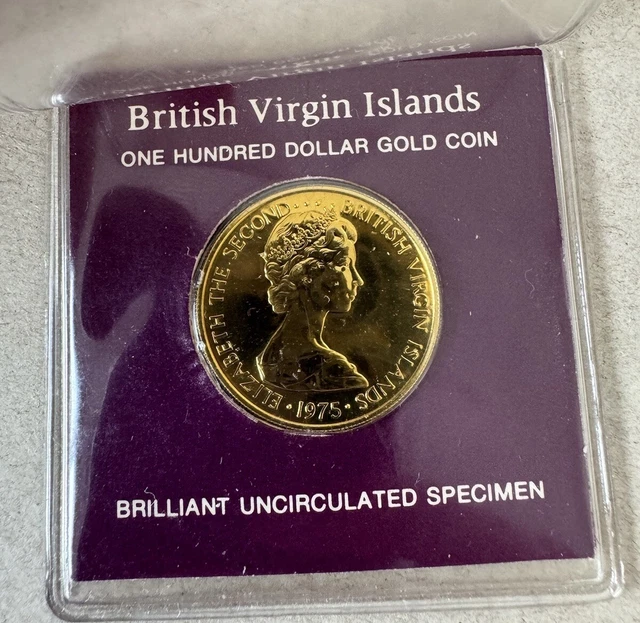 British Virgin Islands
ONE HUNDRED DOLLAR GOLD COIN
ELIZABETH THE SECOND... BRITISH VIRGIN ISLANDS
· 1975 ·
BRILLIANT UNCIRCULATED SPECIMEN